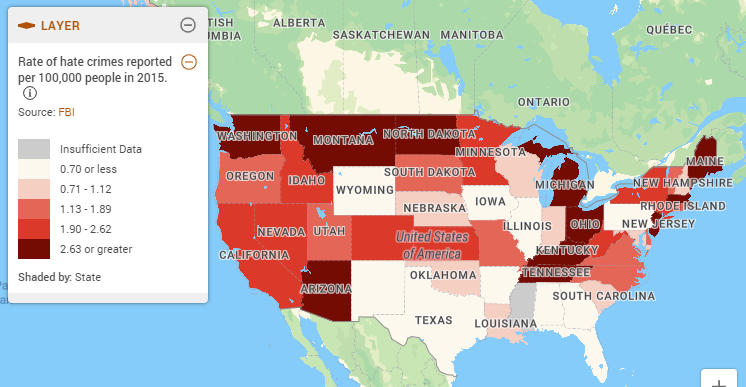 LAYER
Rate of hate crimes reported
per 100,000 people in 2015.
Source: FBI
Insufficient Data
0.70 or less
0.71 - 1.12
1.13 - 1.89
1.90 - 2.62
2.63 or greater
Shaded by: State
ALBERTA
SASKATCHEWAN
MANITOBA
QUÉBEC
ONTARIO
WASHINGTON
MONTANA
NORTH DAKOTA
MINNESOTA
MAINE
OREGON
IDAHO
SOUTH DAKOTA
WYOMING
MICHIGAN
NEW HAMPSHIRE
NEBRASKA
IOWA
RHODE ISLAND
NEVADA
UTAH
ILLINOIS
OHIO
NEW JERSEY
United States
of America
CALIFORNIA
KENTUCKY
ARIZONA
OKLAHOMA
TENNESSEE
SOUTH CAROLINA
TEXAS
LOUISIANA